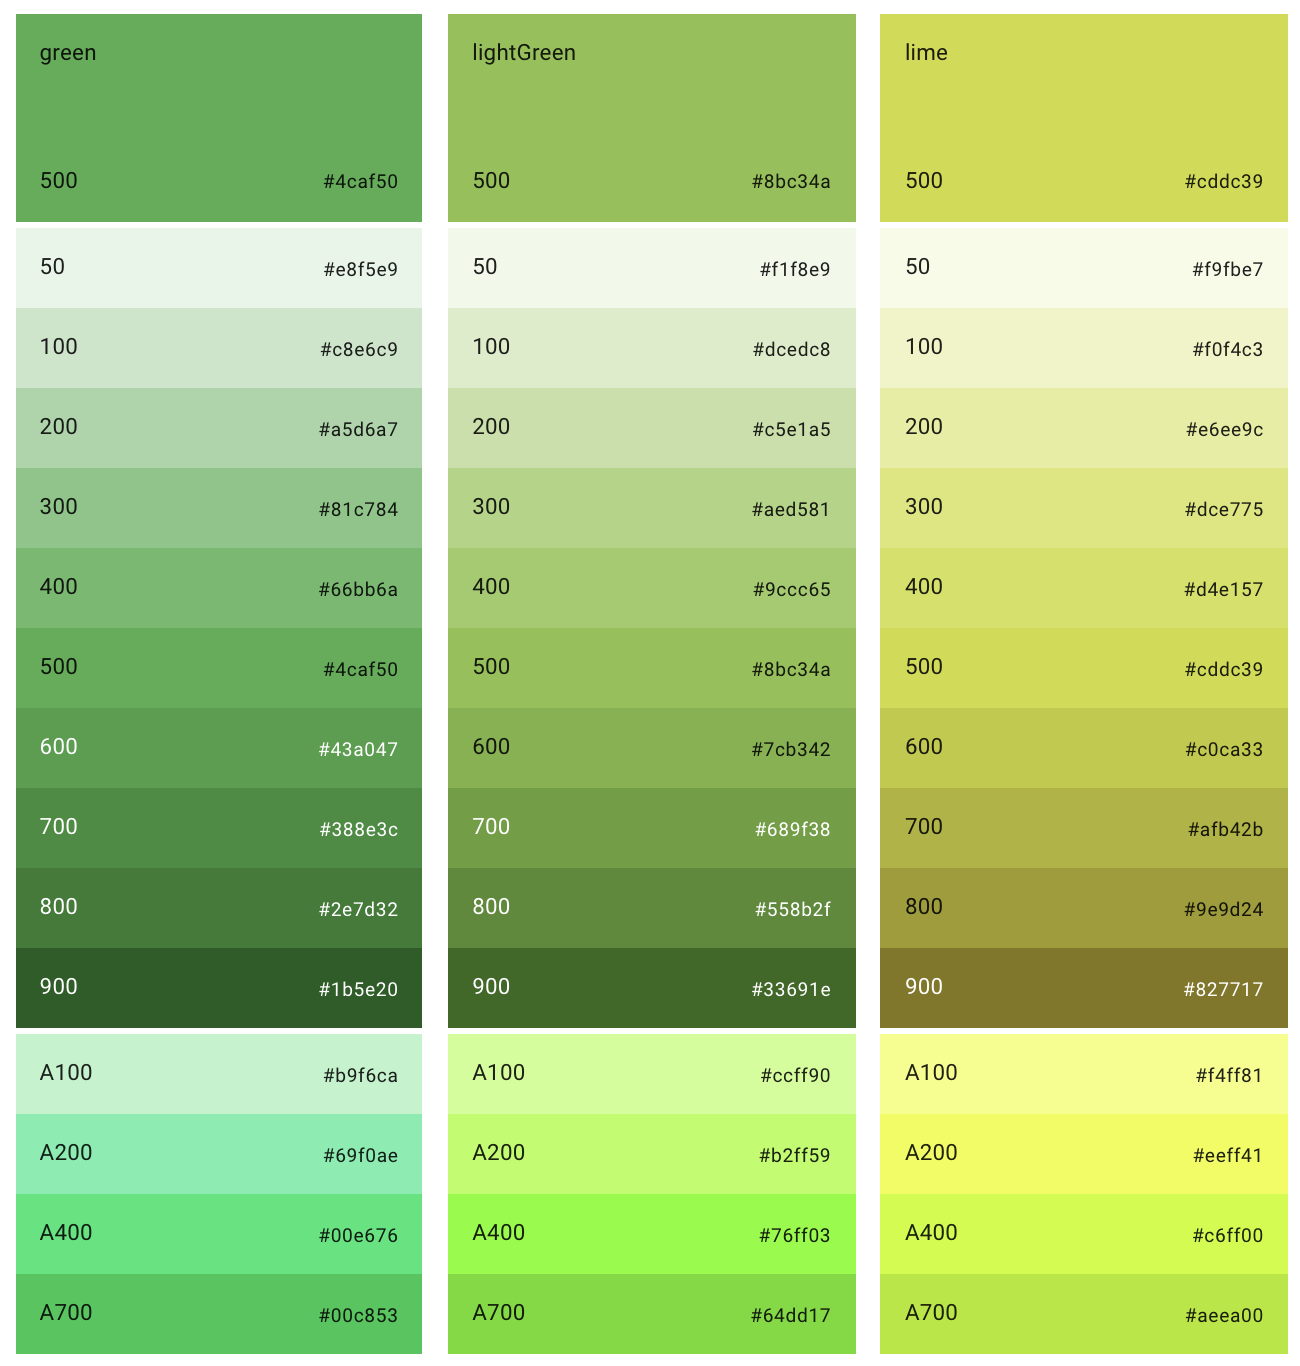 green
500 #4caf50
50 #e8f5e9
100 #c8e6c9
200 #a5d6a7
300 #81c784
400 #66bb6a
500 #4caf50
600 #43a047
700 #388e3c
800 #2e7d32
900 #1b5e20
A100 #b9f6ca
A200 #69f0ae
A400 #00e676
A700 #00c853
lightGreen
500 #8bc34a
50 #f1f8e9
100 #dcedc8
200 #c5e1a5
300 #aed581
400 #9ccc65
500 #8bc34a
600 #7cb342
700 #689f38
800 #558b2f
900 #33691e
A100 #ccff90
A200 #b2ff59
A400 #76ff03
A700 #64dd17
lime
500 #cddc39
50 #f9fbe7
100 #f0f4c3
200 #e6ee9c
300 #dce775
400 #d4e157
500 #cddc39
600 #c0ca33
700 #afb42b
800 #9e9d24
900 #827717
A100 #f4ff81
A200 #eeff41
A400 #c6ff00
A700 #aeea00